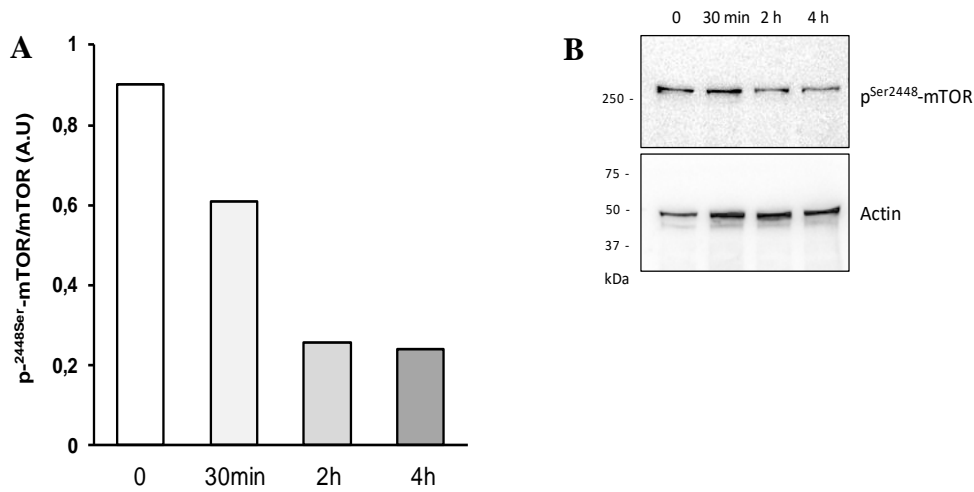 A
p-²⁴⁴⁸ˢᵉʳ-mTOR/mTOR (A.U)
1
0,8
0,6
0,4
0,2
0
0 30min 2h 4h
B
0 30 min 2 h 4 h
250 -
pSer2448-mTOR
75 -
50 -
37 -
kDa
Actin